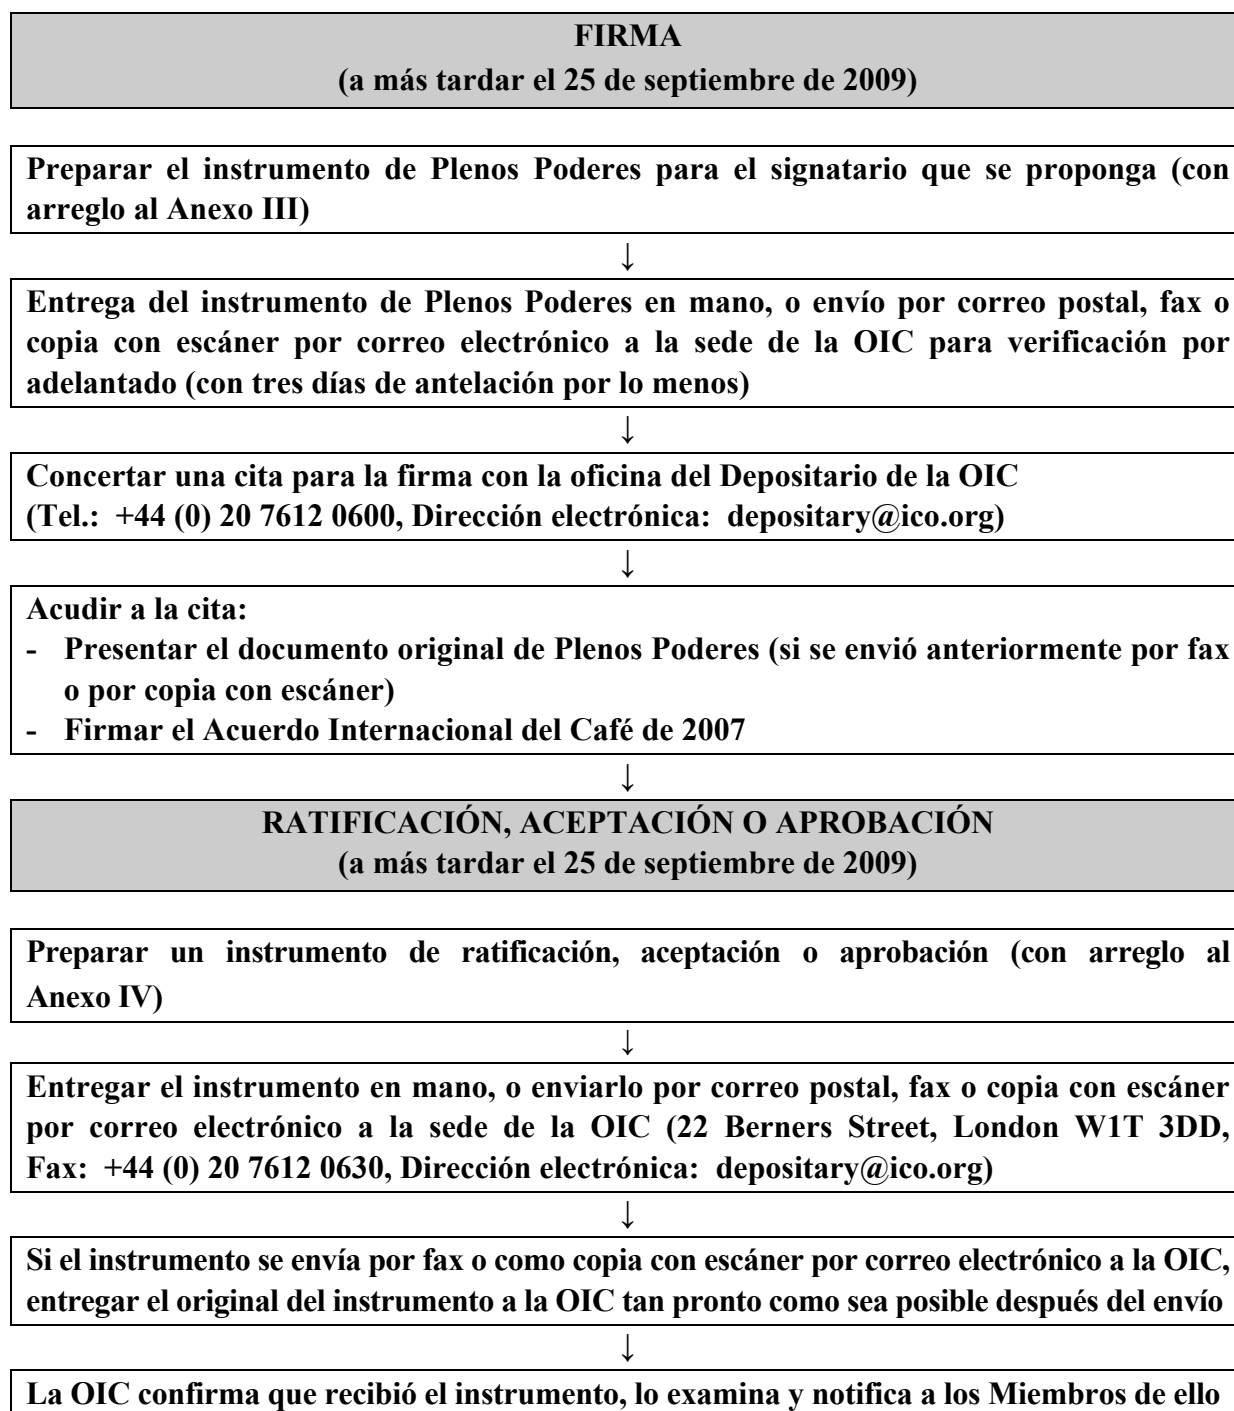 FIRMA
(a más tardar el 25 de septiembre de 2009)
Preparar el instrumento de Plenos Poderes para el signatario que se proponga (con
arreglo al Anexo III)
↓
Entrega del instrumento de Plenos Poderes en mano, o envío por correo postal, fax o
copia con escáner por correo electrónico a la sede de la OIC para verificación por
adelantado (con tres días de antelación por lo menos)
↓
Concertar una cita para la firma con la oficina del Depositario de la OIC
(Tel.: +44 (0) 20 7612 0600, Dirección electrónica: depositary@ico.org)
↓
Acudir a la cita:
- Presentar el documento original de Plenos Poderes (si se envió anteriormente por fax
o por copia con escáner)
- Firmar el Acuerdo Internacional del Café de 2007
↓
RATIFICACIÓN, ACEPTACIÓN O APROBACIÓN
(a más tardar el 25 de septiembre de 2009)
Preparar un instrumento de ratificación, aceptación o aprobación (con arreglo al
Anexo IV)
↓
Entregar el instrumento en mano, o enviarlo por correo postal, fax o copia con escáner
por correo electrónico a la sede de la OIC (22 Berners Street, London W1T 3DD,
Fax: +44 (0) 20 7612 0630, Dirección electrónica: depositary@ico.org)
↓
Si el instrumento se envía por fax o como copia con escáner por correo electrónico a la OIC,
entregar el original del instrumento a la OIC tan pronto como sea posible después del envío
↓
La OIC confirma que recibió el instrumento, lo examina y notifica a los Miembros de ello